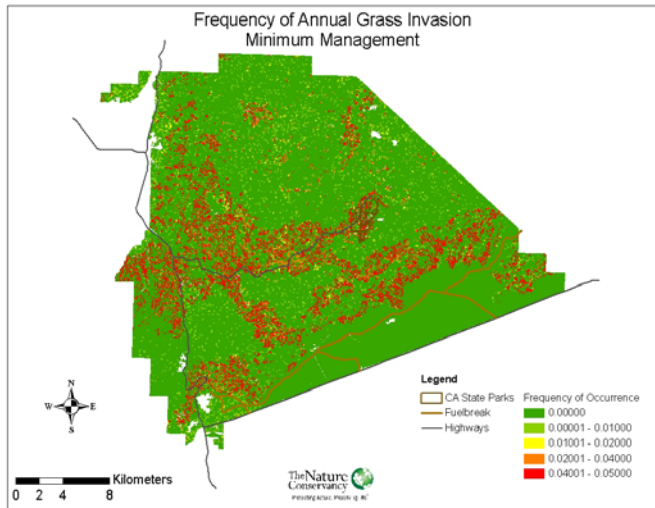 Frequency of Annual Grass Invasion
Minimum Management
N
W E
S
Kilometers
0 2 4 8
The Nature
Conservancy
Legend
CA State Parks
Fuelbreak
Highways
Frequency of Occurrence
0.00000
0.00001 - 0.01000
0.01001 - 0.02000
0.02001 - 0.04000
0.04001 - 0.05000